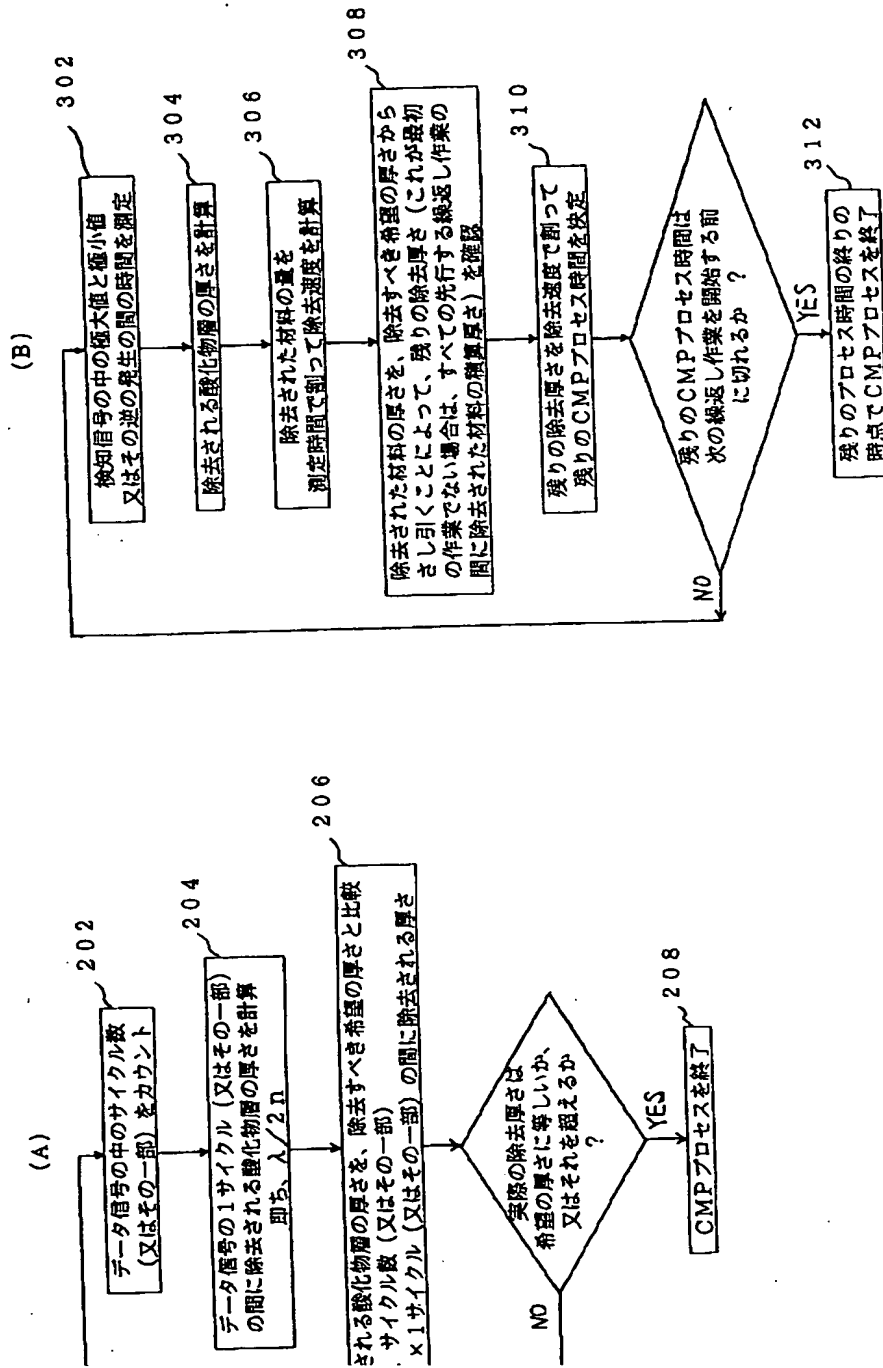 (A)
202
データ信号の中のサイクル数
(又はその一部) をカウント
204
データ信号の1サイクル (又はその一部)
の間に除去される酸化物層の厚さを計算
即ち、λ/2n
206
される酸化物層の厚さを、除去すべき希望の厚さと比較
サイクル数 (又はその一部)
×1サイクル (又はその一部) の間に除去される厚さ
実際の除去厚さは
希望の厚さに等しいか、
又はそれを超えるか
?
NO
YES
208
CMPプロセスを終了
(B)
302
検知信号の中の極大値と極小値
又はその逆の発生の間の時間を測定
304
除去される酸化物層の厚さを計算
306
除去された材料の量を
測定時間で割って除去速度を計算
308
除去された材料の厚さを、除去すべき希望の厚さから
さし引くことによって、残りの除去厚さ (これが最初
の作業でない場合は、すべての先行する繰返し作業の
間に除去された材料の積算厚さ) を確認
310
残りの除去厚さを除去速度で割って
残りのCMPプロセス時間を決定
残りのCMPプロセス時間は
次の繰返し作業を開始する前
に切れるか ?
NO
YES
312
残りのプロセス時間の終りの
時点でCMPプロセスを終了